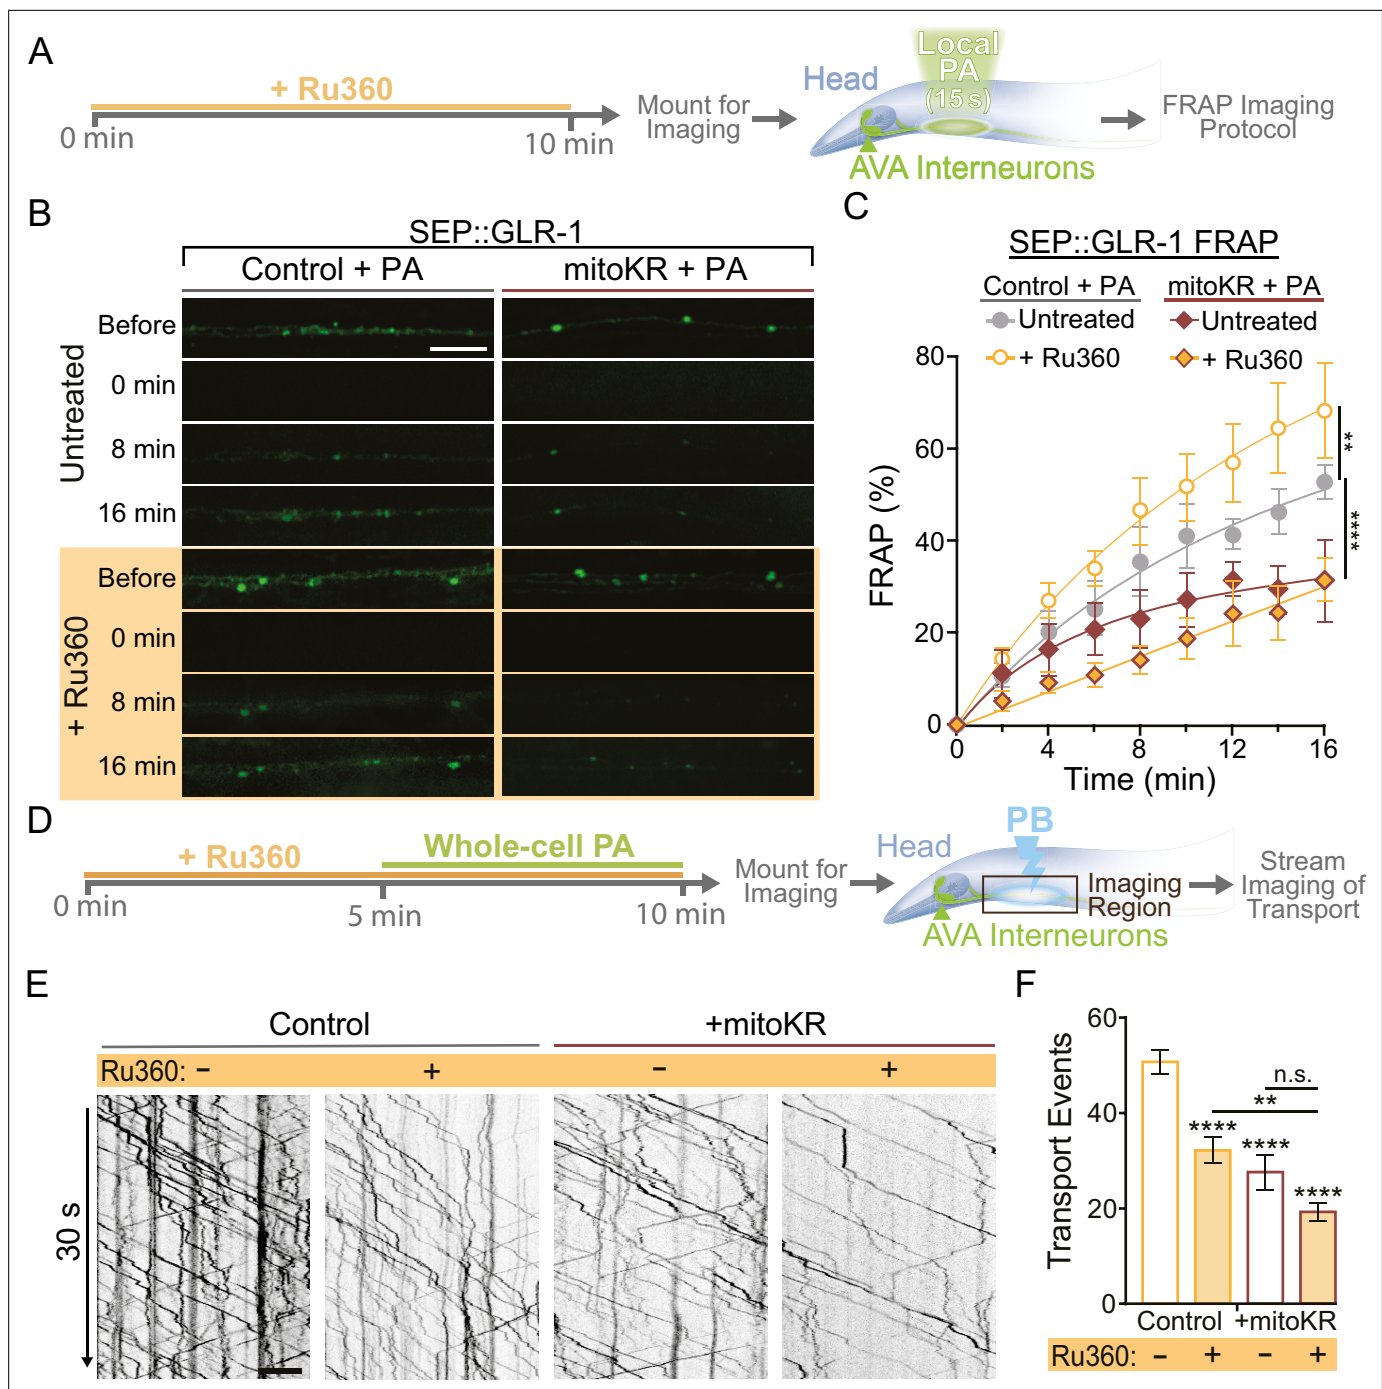 A
+ Ru360
0 min
10 min
Mount for
Imaging
Head
Local
PA
(15 s)
AVA Interneurons
FRAP Imaging
Protocol
B
SEP::GLR-1
Control + PA
mitoKR + PA
Untreated
Before
0 min
8 min
16 min
+ Ru360
Before
0 min
8 min
16 min
C
SEP::GLR-1 FRAP
Control + PA
mitoKR + PA
Untreated
Untreated
+ Ru360
+ Ru360
FRAP (%)
80
60
40
20
0
0
4
8
12
16
Time (min)
**
****
D
+ Ru360
Whole-cell PA
0 min
5 min
10 min
Mount for
Imaging
Head
PB
Imaging
Region
AVA Interneurons
Stream
Imaging of
Transport
E
Control
+mitoKR
Ru360: − + − +
30 s
F
Transport Events
60
40
20
0
n.s.
**
****
****
****
Control +mitoKR
Ru360: − + − +